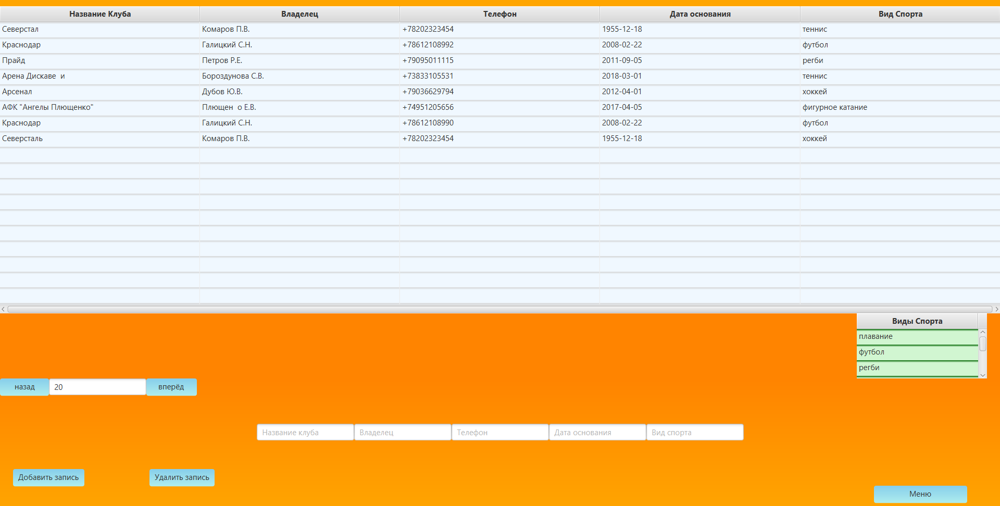 Название Клуба Владелец Телефон Дата основания Вид Спорта
Северстал Комаров П.В. +78202323454 1955-12-18 теннис
Краснодар Галицкий С.Н. +78612108992 2008-02-22 футбол
Прайд Петров Р.Е. +79095011115 2011-09-05 регби
Арена Дискаве  и Бороздунова С.В. +73833105531 2018-03-01 теннис
Арсенал Дубов Ю.В. +79036629794 2012-04-01 хоккей
АФК "Ангелы Плющенко" Плющен  о Е.В. +74951205656 2017-04-05 фигурное катание
Краснодар Галицкий С.Н. +78612108990 2008-02-22 футбол
Северсталь Комаров П.В. +78202323454 1955-12-18 хоккей
Виды Спорта
плавание
футбол
регби
назад 20 вперёд
Название клуба Владелец Телефон Дата основания Вид спорта
Добавить запись Удалить запись
Меню